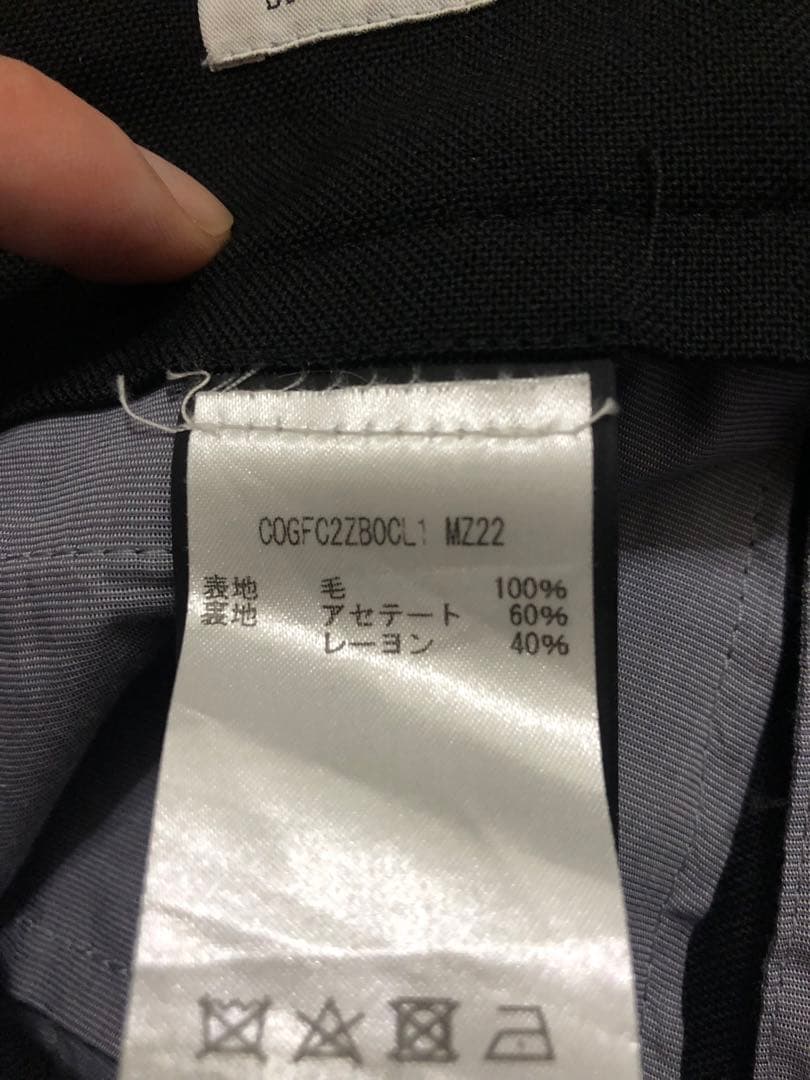 COGFC2ZBOCL1 MZ22
表地 毛 100%
裏地 アセテート 60%
レーヨン 40%